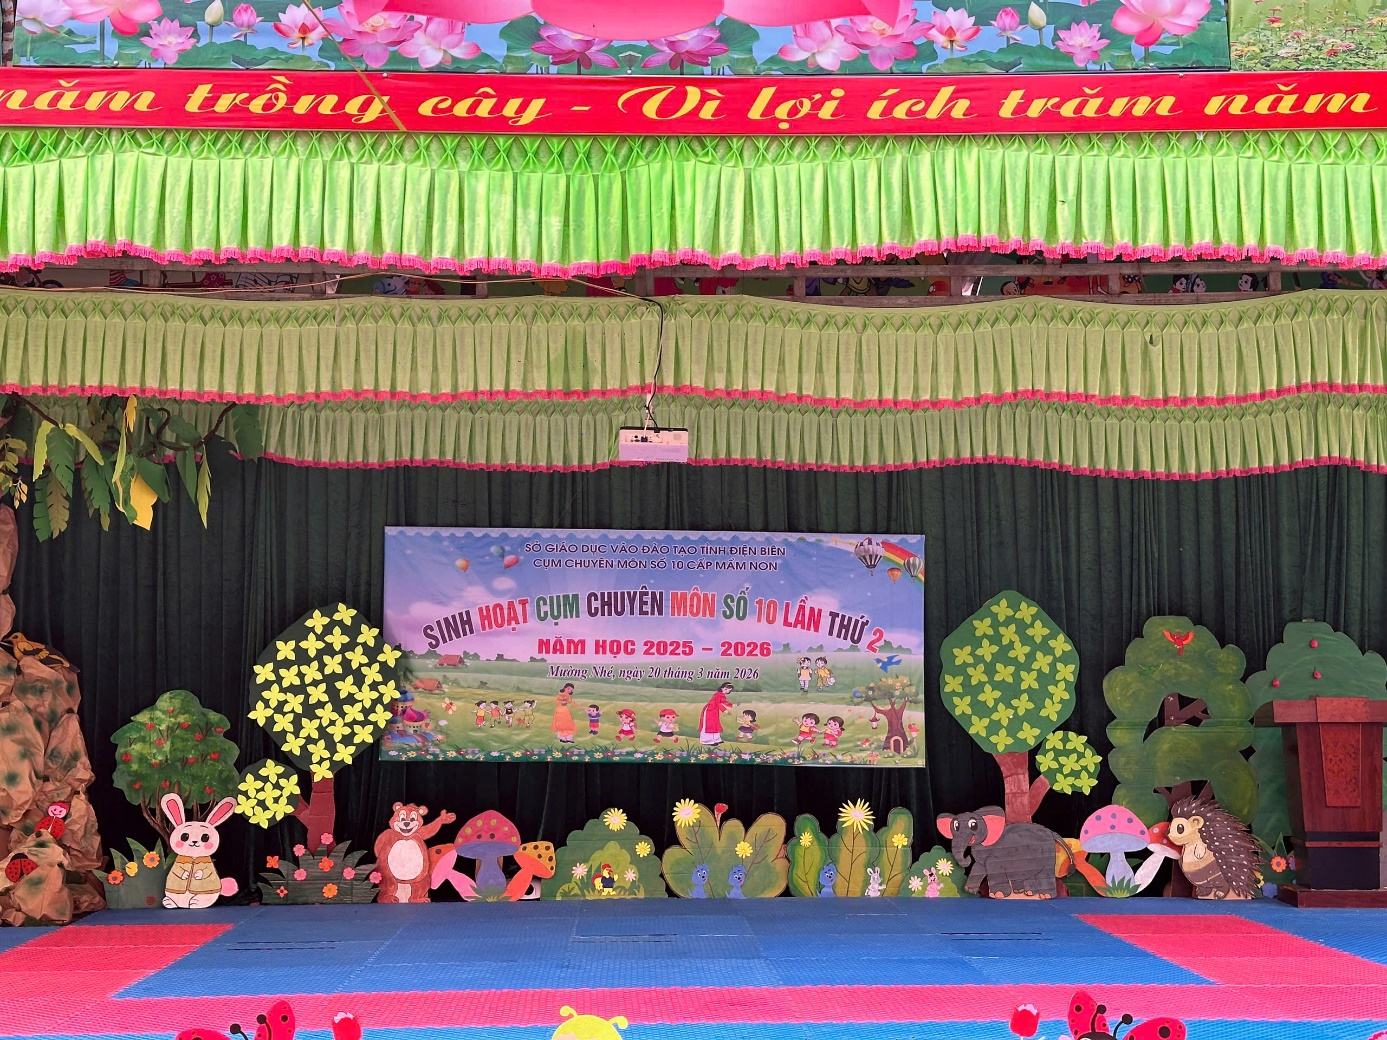 năm trồng cây - Vì lợi ích trăm năm
SỞ GIÁO DỤC VÀO ĐÀO TẠO TỈNH ĐIỆN BIÊN
CỤM CHUYÊN MÔN SỐ 10 CẤP MẦM NON
SINH HOẠT CỤM CHUYÊN MÔN SỐ 10 LẦN THỨ 2
NĂM HỌC 2025 - 2026
Mường Nhé, ngày 20 tháng 3 năm 2026